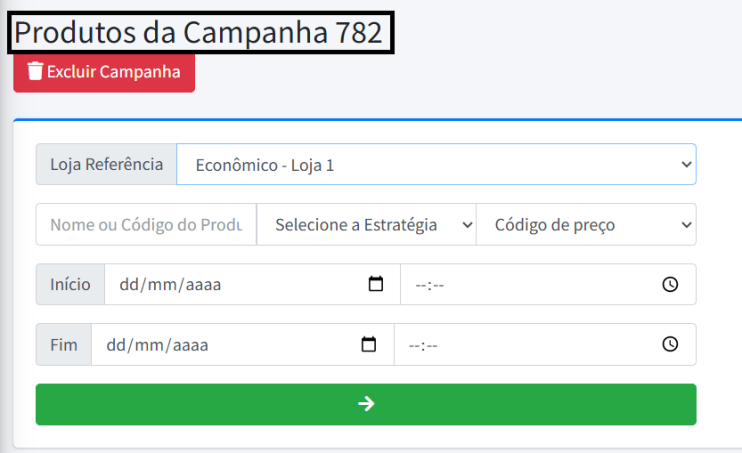 Produtos da Campanha 782
Excluir Campanha
Loja Referência Econômico - Loja 1
Nome ou Código do Produ Selecione a Estratégia Código de preço
Início dd/mm/aaaa --:--
Fim dd/mm/aaaa --:--